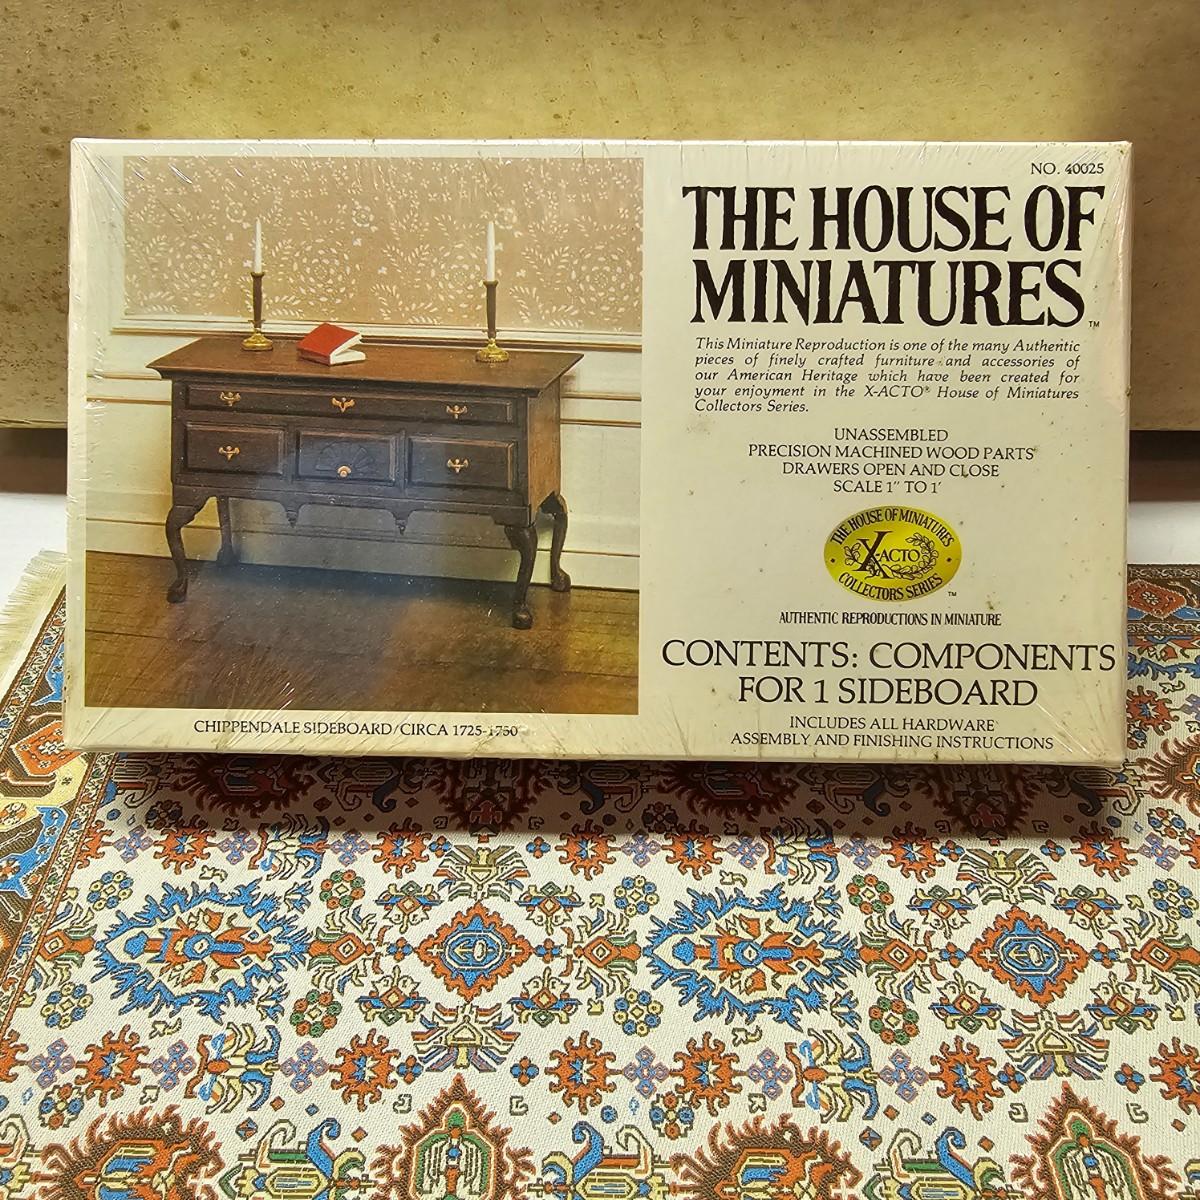 NO. 40025
THE HOUSE OF
MINIATURES™
This Miniature Reproduction is one of the many Authentic
pieces of finely crafted furniture and accessories of
our American Heritage which have been created for
your enjoyment in the X-ACTO® House of Miniatures
Collectors Series.
UNASSEMBLED
PRECISION MACHINED WOOD PARTS
DRAWERS OPEN AND CLOSE
SCALE 1" TO 1'
THE HOUSE OF MINIATURES
X-ACTO
COLLECTORS SERIES
™
AUTHENTIC REPRODUCTIONS IN MINIATURE
CONTENTS: COMPONENTS
FOR 1 SIDEBOARD
INCLUDES ALL HARDWARE
ASSEMBLY AND FINISHING INSTRUCTIONS
CHIPPENDALE SIDEBOARD/CIRCA 1725-1750